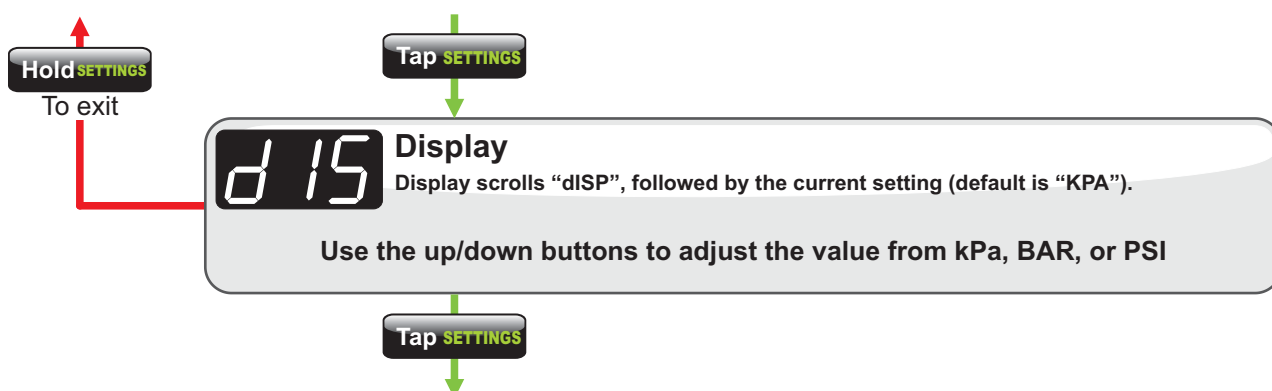 Hold SETTINGS
To exit
Tap SETTINGS
dIS
Display
Display scrolls “dISP”, followed by the current setting (default is “KPA”).
Use the up/down buttons to adjust the value from kPa, BAR, or PSI
Tap SETTINGS